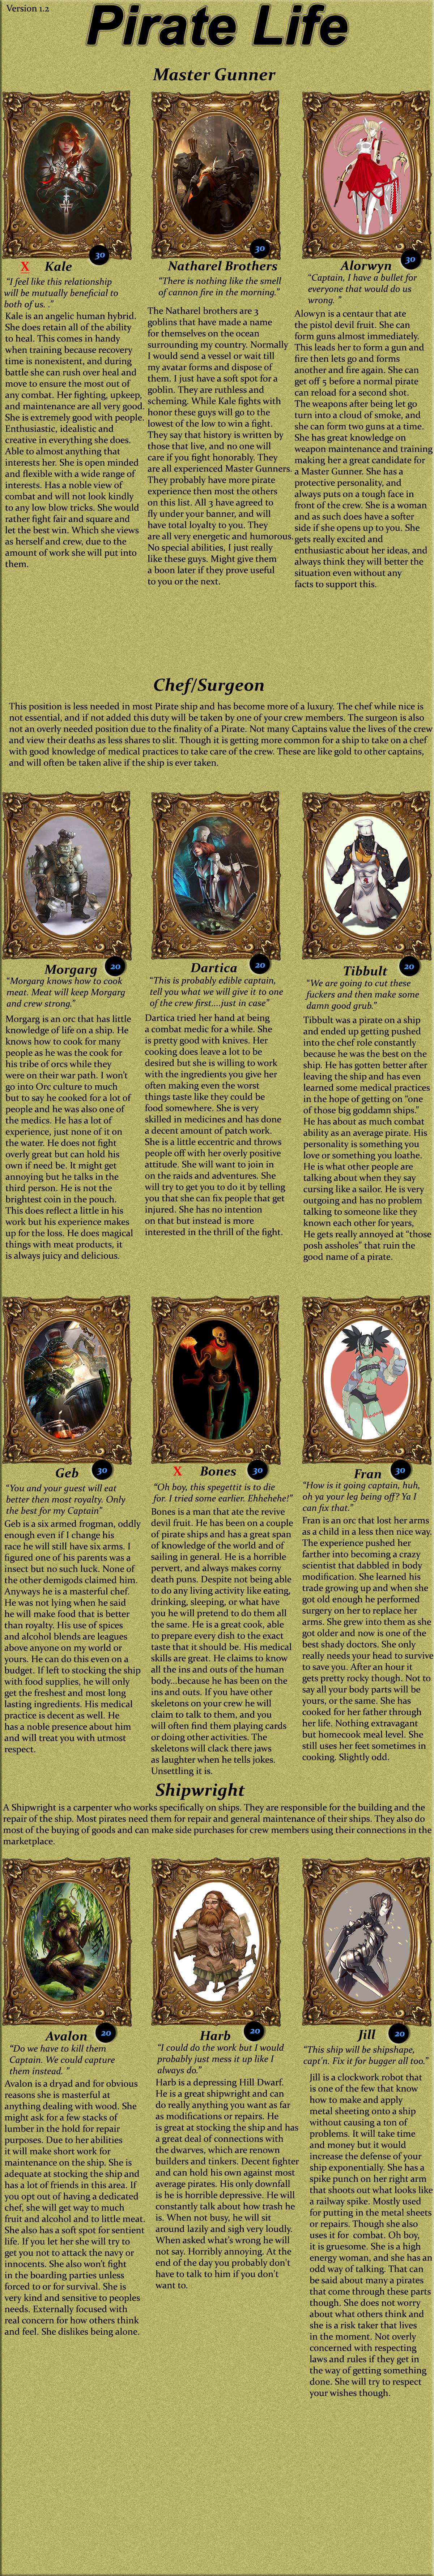 Version 1.2
Pirate Life
Master Gunner
30
X Kale
"I feel like this relationship
will be mutually beneficial to
both of us. ."
Kale is an angelic human hybrid.
She does retain all of the ability
to heal. This comes in handy
when training because recovery
time is nonexistent, and during
battle she can rush over heal and
move to ensure the most out of
any combat. Her fighting, upkeep,
and maintenance are all very good.
She is extremely good with people.
Enthusiastic, idealistic and
creative in everything she does.
Able to almost anything that
interests her. She is open minded
and flexible with a wide range of
interests. Has a noble view of
combat and will not look kindly
to any low blow tricks. She would
rather fight fair and square and
let the best win. Which she views
as herself and crew, due to the
amount of work she will put into
them.
30
Natharel Brothers
"There is nothing like the smell
of cannon fire in the morning."
The Natharel brothers are 3
goblins that have made a name
for themselves on the ocean
surrounding my country. Normally
I would send a vessel or wait till
my avatar forms and dispose of
them. I just have a soft spot for a
goblin. They are ruthless and
scheming. While Kale fights with
honor these guys will go to the
lowest of the low to win a fight.
They say that history is written by
those that live, and no one will
care if you fight honorably. They
are all experienced Master Gunners.
They probably have more pirate
experience then most the others
on this list. All 3 have agreed to
fly under your banner, and will
have total loyalty to you. They
are all very energetic and humorous.
No special abilities, I just really
like these guys. Might give them
a boon later if they prove useful
to you or the next.
30
Alorwyn
"Captain, I have a bullet for
everyone that would do us
wrong. "
Alowyn is a centaur that ate
the pistol devil fruit. She can
form guns almost immediately.
This leads her to form a gun and
fire then lets go and forms
another and fire again. She can
get off 5 before a normal pirate
can reload for a second shot.
The weapons after being let go
turn into a cloud of smoke, and
she can form two guns at a time.
She has great knowledge on
weapon maintenance and training
making her a great candidate for
a Master Gunner. She has a
protective personality, and
always puts on a tough face in
front of the crew. She is a woman
and as such does have a softer
side if she opens up to you. She
gets really excited and
enthusiastic about her ideas, and
always think they will better the
situation even without any
facts to support this.
Chef/Surgeon
This position is less needed in most Pirate ship and has become more of a luxury. The chef while nice is
not essential, and if not added this duty will be taken by one of your crew members. The surgeon is also
not an overly needed position due to the finality of a Pirate. Not many Captains value the lives of the crew
and view their deaths as less shares to slit. Though it is getting more common for a ship to take on a chef
with good knowledge of medical practices to take care of the crew. These are like gold to other captains,
and will often be taken alive if the ship is ever taken.
Morgarg 20
"Morgarg knows how to cook
meat. Meat will keep Morgarg
and crew strong."
Morgarg is an orc that has little
knowledge of life on a ship. He
knows how to cook for many
people as he was the cook for
his tribe of orcs while they
were on their war path. I won't
go into Orc culture to much
but to say he cooked for a lot of
people and he was also one of
the medics. He has a lot of
experience, just none of it on
the water. He does not fight
overly great but can hold his
own if need be. It might get
annoying but he talks in the
third person. He is not the
brightest coin in the pouch.
This does reflect a little in his
work but his experience makes
up for the loss. He does magical
things with meat products, it
is always juicy and delicious.
Dartica 20
"This is probably edible captain,
tell you what we will give it to one
of the crew first....just in case"
Dartica tried her hand at being
a combat medic for a while. She
is pretty good with knives. Her
cooking does leave a lot to be
desired but she is willing to work
with the ingredients you give her
often making even the worst
things taste like they could be
food somewhere. She is very
skilled in medicines and has done
a decent amount of patch work.
She is a little eccentric and throws
people off with her overly positive
attitude. She will want to join in
on the raids and adventures. She
will try to get you to do it by telling
you that she can fix people that get
injured. She has no intention
on that but instead is more
interested in the thrill of the fight.
Tibbult 20
"We are going to cut these
fuckers and then make some
damn good grub."
Tibbult was a pirate on a ship
and ended up getting pushed
into the chef role constantly
because he was the best on the
ship. He has gotten better after
leaving the ship and has even
learned some medical practices
in the hope of getting on "one
of those big goddamn ships."
He has about as much combat
ability as an average pirate. His
personality is something you
love or something you loathe.
He is what other people are
talking about when they say
cursing like a sailor. He is very
outgoing and has no problem
talking to someone like they
known each other for years,
He gets really annoyed at "those
posh assholes" that ruin the
good name of a pirate.
Geb 30
"You and your guest will eat
better then most royalty. Only
the best for my Captain"
Geb is a six armed frogman, oddly
enough even if I change his
race he will still have six arms. I
figured one of his parents was a
insect but no such luck. None of
the other demigods claimed him.
Anyways he is a masterful chef.
He was not lying when he said
he will make food that is better
than royalty. His use of spices
and alcohol blends are leagues
above anyone on my world or
yours. He can do this even on a
budget. If left to stocking the ship
with food supplies, he will only
get the freshest and most long
lasting ingredients. His medical
practice is decent as well. He
has a noble presence about him
and will treat you with utmost
respect.
X Bones 30
"Oh boy, this spegettit is to die
for. I tried some earlier. Ehhehehe!"
Bones is a man that ate the revive
devil fruit. He has been on a couple
of pirate ships and has a great span
of knowledge of the world and of
sailing in general. He is a horrible
pervert, and always makes corny
death puns. Despite not being able
to do any living activity like eating,
drinking, sleeping, or what have
you he will pretend to do them all
the same. He is a great cook, able
to prepare every dish to the exact
taste that it should be. His medical
skills are great. He claims to know
all the ins and outs of the human
body...because he has been on the
ins and outs. If you have other
skeletons on your crew he will
claim to talk to them, and you
will often find them playing cards
or doing other activities. The
skeletons will clack there jaws
as laughter when he tells jokes.
Unsettling it is.
Fran 30
"How is it going captain, huh,
oh ya your leg being off? Ya I
can fix that."
Fran is an orc that lost her arms
as a child in a less then nice way.
The experience pushed her
farther into becoming a crazy
scientist that dabbled in body
modification. She learned his
trade growing up and when she
got old enough he performed
surgery on her to replace her
arms. She grew into them as she
got older and now is one of the
best shady doctors. She only
really needs your head to survive
to save you. After an hour it
gets pretty rocky though. Not to
say all your body parts will be
yours, or the same. She has
cooked for her father through
her life. Nothing extravagant
but homecook meal level. She
still uses her feet sometimes in
cooking. Slightly odd.
Shipwright
A Shipwright is a carpenter who works specifically on ships. They are responsible for the building and the
repair of the ship. Most pirates need them for repair and general maintenance of their ships. They also do
most of the buying of goods and can make side purchases for crew members using their connections in the
marketplace.
Avalon 20
"Do we have to kill them
Captain. We could capture
them instead. "
Avalon is a dryad and for obvious
reasons she is masterful at
anything dealing with wood. She
might ask for a few stacks of
lumber in the hold for repair
purposes. Due to her abilities
it will make short work for
maintenance on the ship. She is
adequate at stocking the ship and
has a lot of friends in this area. If
you opt out of having a dedicated
chef, she will get way to much
fruit and alcohol and to little meat.
She also has a soft spot for sentient
life. If you let her she will try to
get you not to attack the navy or
innocents. She also won't fight
in the boarding parties unless
forced to or for survival. She is
very kind and sensitive to peoples
needs. Externally focused with
real concern for how others think
and feel. She dislikes being alone.
Harb 20
"I could do the work but I would
probably just mess it up like I
always do."
Harb is a depressing Hill Dwarf.
He is a great shipwright and can
do really anything you want as far
as modifications or repairs. He
is great at stocking the ship and has
a great deal of connections with
the dwarves, which are renown
builders and tinkers. Decent fighter
and can hold his own against most
average pirates. His only downfall
is he is horrible depressive. He will
constantly talk about how trash he
is. When not busy, he will sit
around lazily and sigh very loudly.
When asked what's wrong he will
not say. Horribly annoying. At the
end of the day you probably don't
have to talk to him if you don't
want to.
Jill 20
"This ship will be shipshape,
capt'n. Fix it for bugger all too."
Jill is a clockwork robot that
is one of the few that know
how to make and apply
metal sheeting onto a ship
without causing a ton of
problems. It will take time
and money but it would
increase the defense of your
ship exponentially. She has a
spike punch on her right arm
that shoots out what looks like
a railway spike. Mostly used
for putting in the metal sheets
or repairs. Though she also
uses it for combat. Oh boy,
it is gruesome. She is a high
energy woman, and she has an
odd way of talking. That can
be said about many a pirates
that come through these parts
though. She does not worry
about what others think and
she is a risk taker that lives
in the moment. Not overly
concerned with respecting
laws and rules if they get in
the way of getting something
done. She will try to respect
your wishes though.